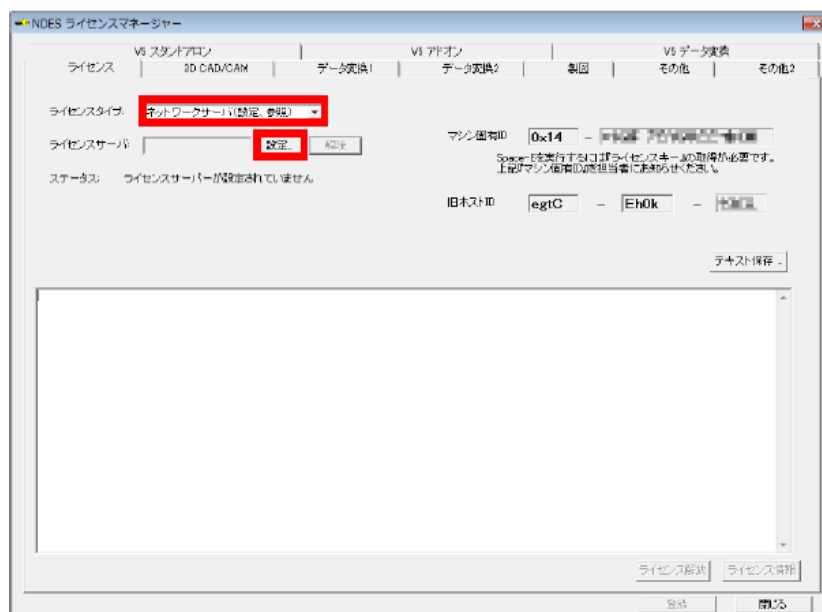 NDES ライセンスマネージャー
V5 スタンドアロン V5 アドオン V5 データ変換
ライセンス 3D CAD/CAM データ変換1 データ変換2 製図 その他 その他2
ライセンスタイプ: ネットワークサーバ(設定、参照)
ライセンスサーバ: 設定... 解除
マシン固有ID 0x14 -
Space-Eを実行するには『ライセンスキー』の取得が必要です。
上記『マシン固有ID』を担当者にお知らせください。
ステータス: ライセンスサーバーが設定されていません
旧ホストID egtC - Eh0k -
テキスト保存
ライセンス解放 ライセンス情報
登録 閉じる